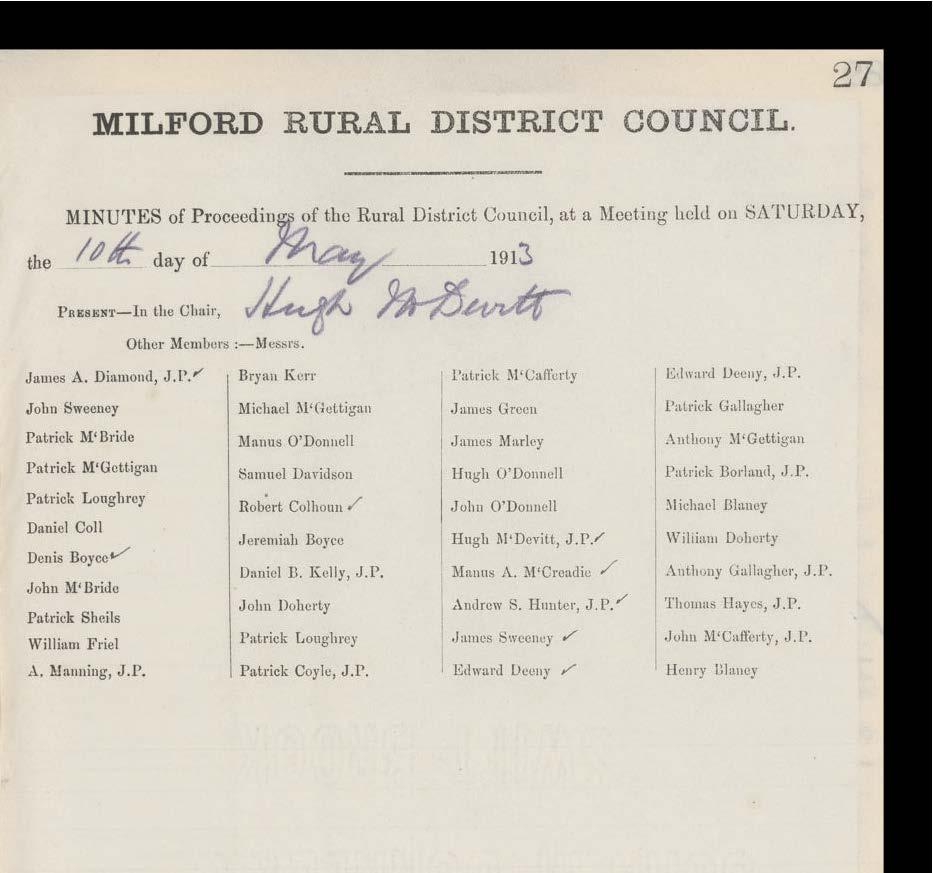 27
MILFORD RURAL DISTRICT COUNCIL.
MINUTES of Proceedings of the Rural District Council, at a Meeting held on SATURDAY,
the 10th day of May 1913
PRESENT—In the Chair, Hugh McDevitt
Other Members :—Messrs.
James A. Diamond, J.P. ✓
John Sweeney
Patrick M‘Bride
Patrick M‘Gettigan
Patrick Loughrey
Daniel Coll
Denis Boyce ✓
John M‘Bride
Patrick Sheils
William Friel
A. Manning, J.P.
Bryan Kerr
Michael M‘Gettigan
Manus O’Donnell
Samuel Davidson
Robert Colhoun ✓
Jeremiah Boyce
Daniel B. Kelly, J.P.
John Doherty
Patrick Loughrey
Patrick Coyle, J.P.
Patrick M‘Cafferty
James Green
James Marley
Hugh O’Donnell
John O’Donnell
Hugh M‘Devitt, J.P. ✓
Manus A. M‘Creadie ✓
Andrew S. Hunter, J.P. ✓
James Sweeney ✓
Edward Deeny ✓
Edward Deeny, J.P.
Patrick Gallagher
Anthony M‘Gettigan
Patrick Borland, J.P.
Michael Blaney
William Doherty
Anthony Gallagher, J.P.
Thomas Hayes, J.P.
John M‘Cafferty, J.P.
Henry Blaney